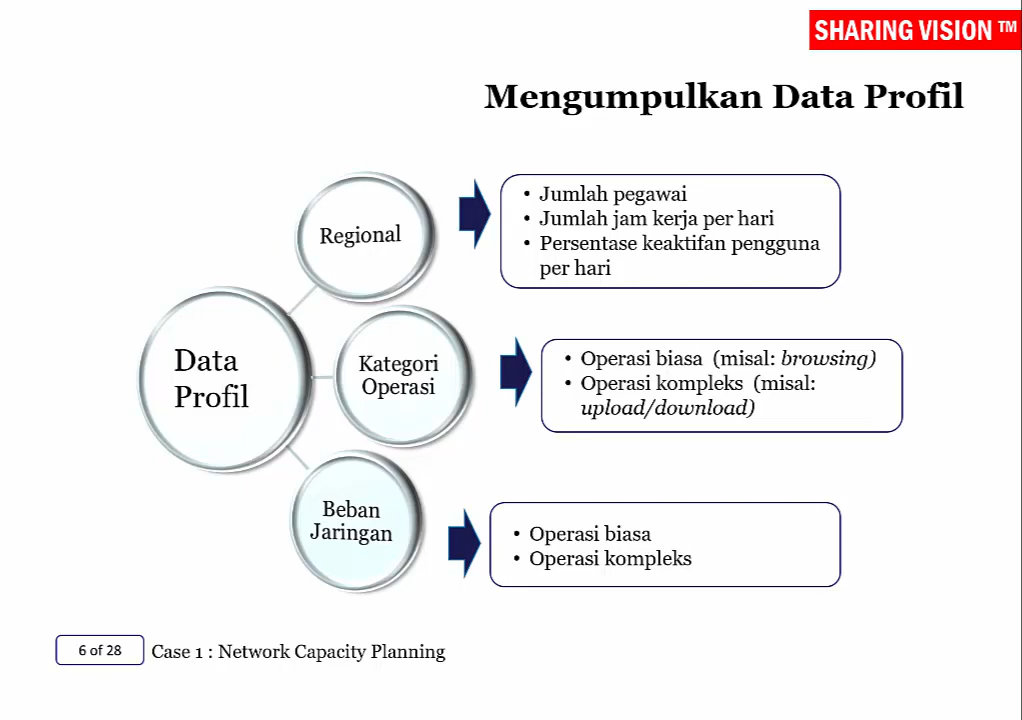 SHARING VISION ™
Mengumpulkan Data Profil
Data
Profil
Regional
• Jumlah pegawai
• Jumlah jam kerja per hari
• Persentase keaktifan pengguna
per hari
Kategori
Operasi
• Operasi biasa (misal: browsing)
• Operasi kompleks (misal:
upload/download)
Beban
Jaringan
• Operasi biasa
• Operasi kompleks
6 of 28
Case 1 : Network Capacity Planning